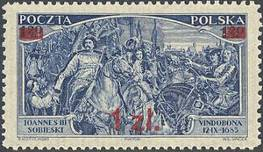 POCZTA POLSKA
1 zł.
IOANNES III
SOBIESKI
VINDOBONA
12·IX·1683